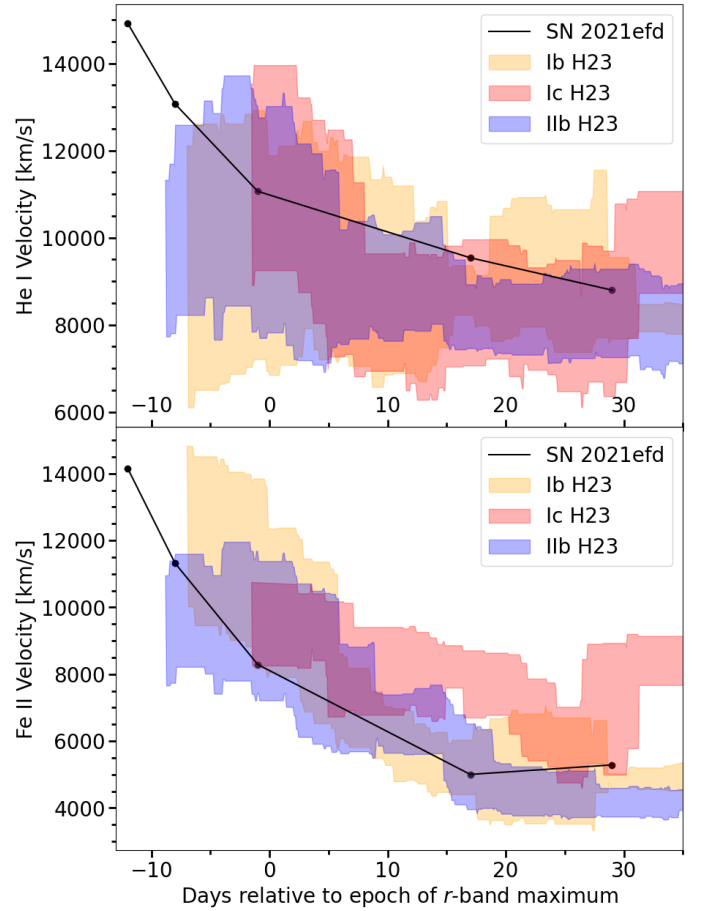 SN 2021efd
Ib H23
Ic H23
IIb H23
14000
12000
10000
8000
6000
He I Velocity [km/s]
−10 0 10 20 30
SN 2021efd
Ib H23
Ic H23
IIb H23
14000
12000
10000
8000
6000
4000
Fe II Velocity [km/s]
−10 0 10 20 30
Days relative to epoch of r-band maximum